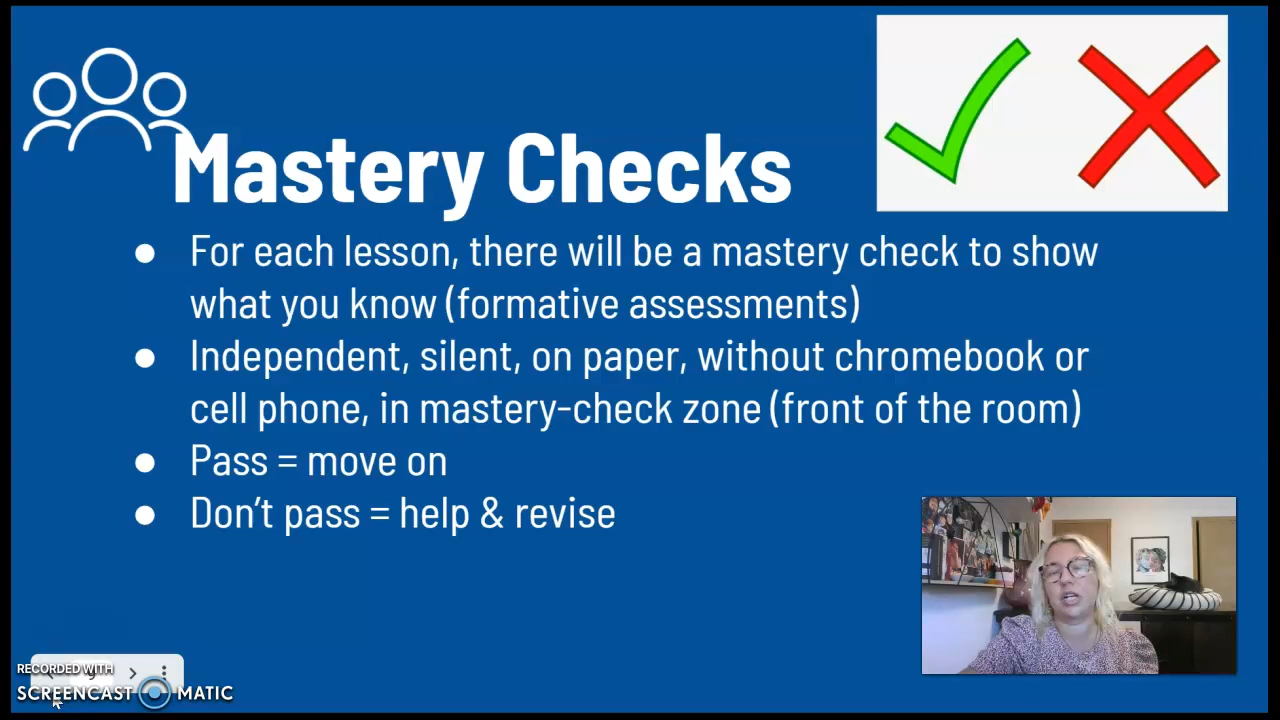 Mastery Checks
● For each lesson, there will be a mastery check to show
what you know (formative assessments)
● Independent, silent, on paper, without chromebook or
cell phone, in mastery-check zone (front of the room)
● Pass = move on
● Don’t pass = help & revise
RECORDED WITH
SCREENCAST MATIC